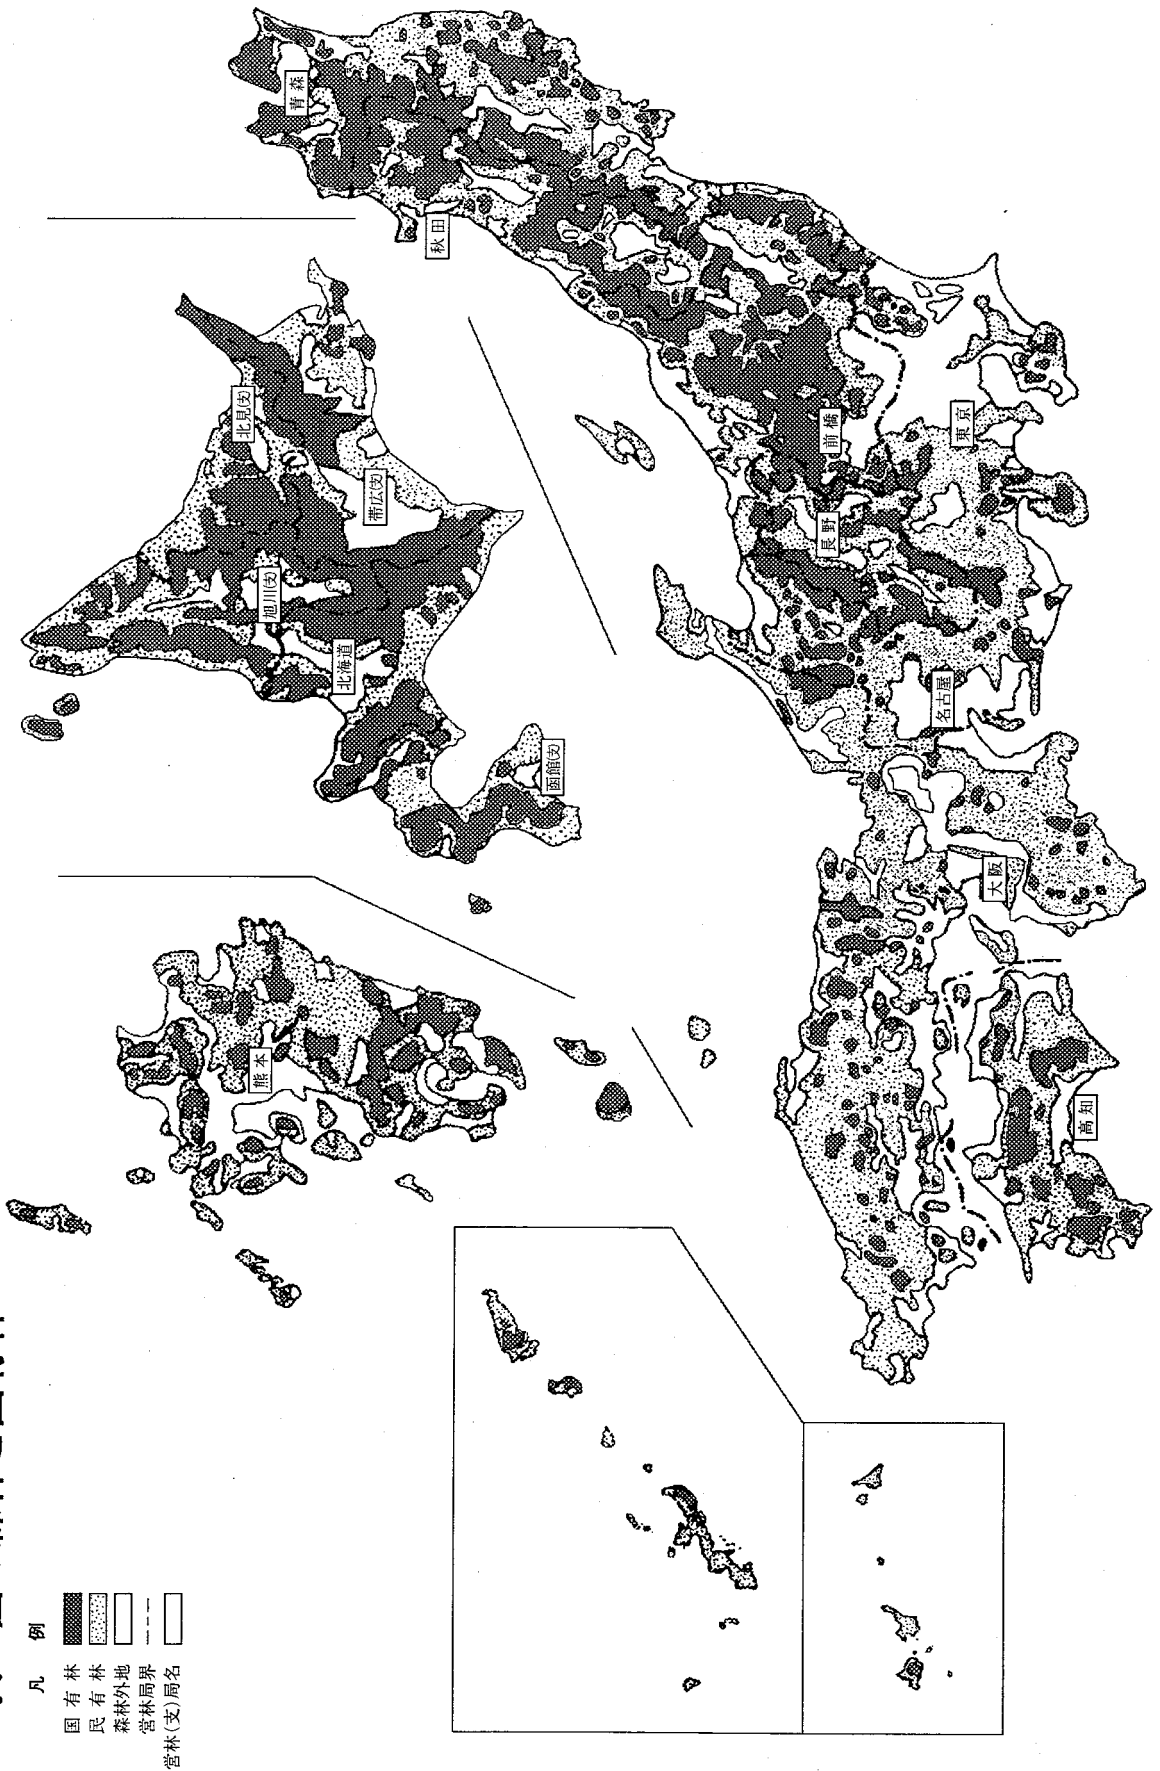 凡例
国有林
民有林
森林外地
営林局界
営林(支)局名
青森
秋田
北見(支)
帯広(支)
旭川(支)
北海道
函館(支)
前橋
東京
長野
名古屋
大阪
高知
熊本